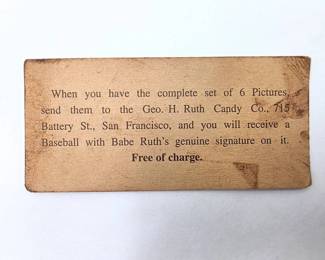 When you have the complete set of 6 Pictures,
send them to the Geo. H. Ruth Candy Co., 715
Battery St., San Francisco, and you will receive a
Baseball with Babe Ruth's genuine signature on it.
Free of charge.